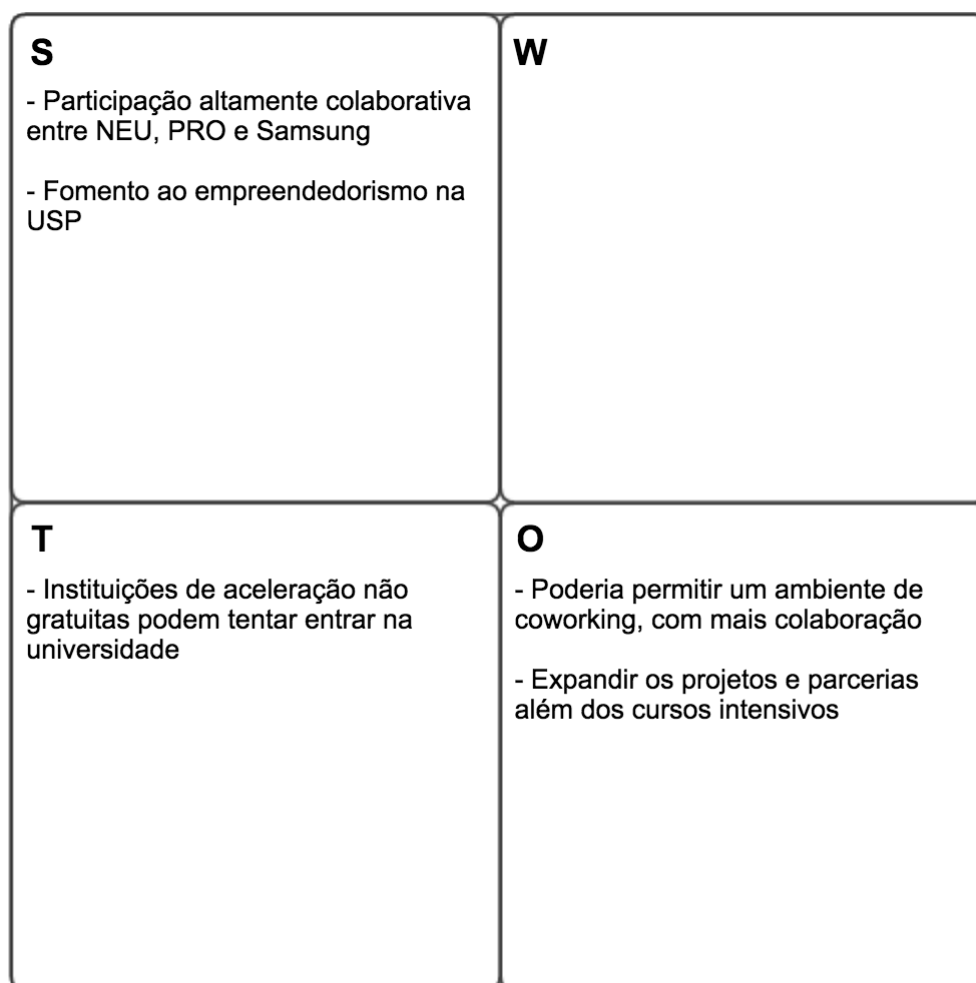 S
- Participação altamente colaborativa
entre NEU, PRO e Samsung
- Fomento ao empreendedorismo na
USP
W
T
- Instituições de aceleração não
gratuitas podem tentar entrar na
universidade
O
- Poderia permitir um ambiente de
coworking, com mais colaboração
- Expandir os projetos e parcerias
além dos cursos intensivos